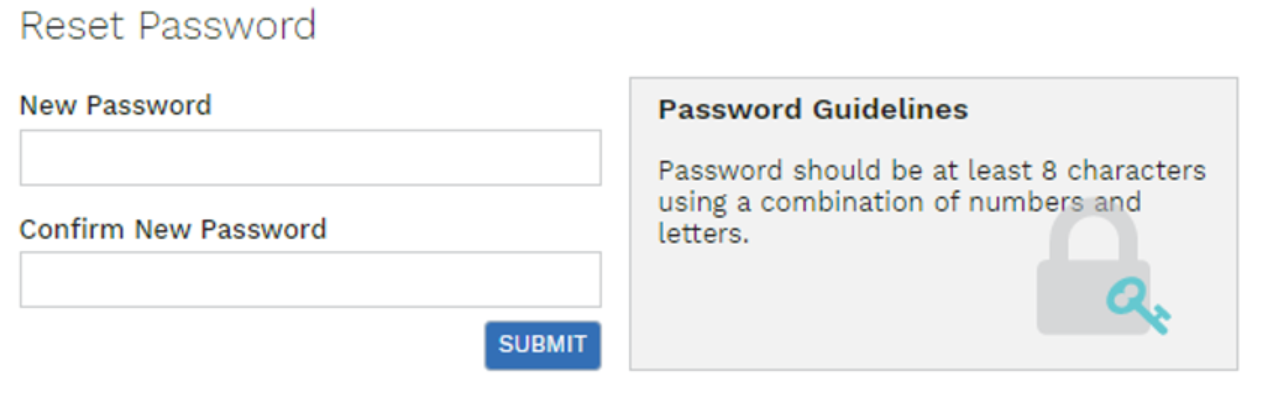 Reset Password
New Password
Confirm New Password
SUBMIT
Password Guidelines
Password should be at least 8 characters
using a combination of numbers and
letters.